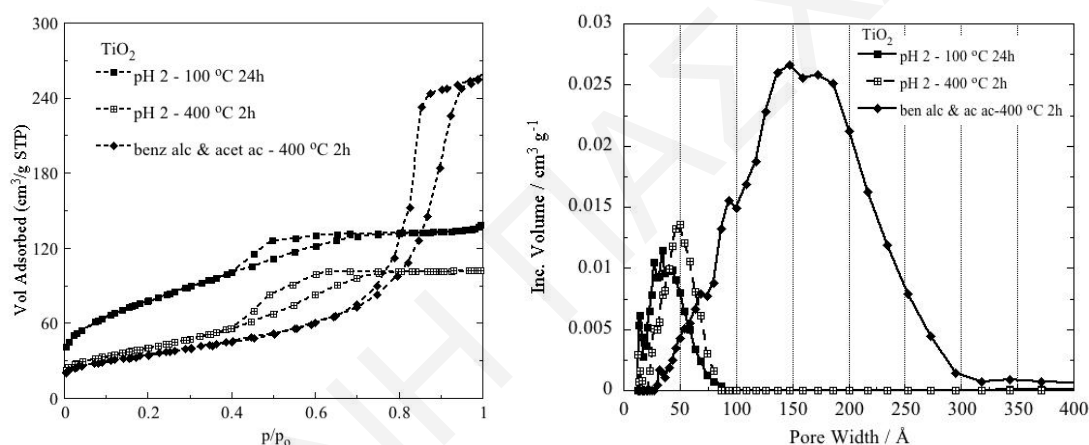 300
240
180
120
60
0
0
0.2
0.4
0.6
0.8
1
Vol Adsorbed (cm³/g STP)
p/pₒ
TiO₂
pH 2 - 100 °C 24h
pH 2 - 400 °C 2h
benz alc & acet ac - 400 °C 2h
0.03
0.025
0.02
0.015
0.01
0.005
0
0
50
100
150
200
250
300
350
400
Inc. Volume / cm³ g⁻¹
Pore Width / Å
TiO₂
pH 2 - 100 °C 24h
pH 2 - 400 °C 2h
ben alc & ac ac-400 °C 2h
ΝΗ ΠΑΣ